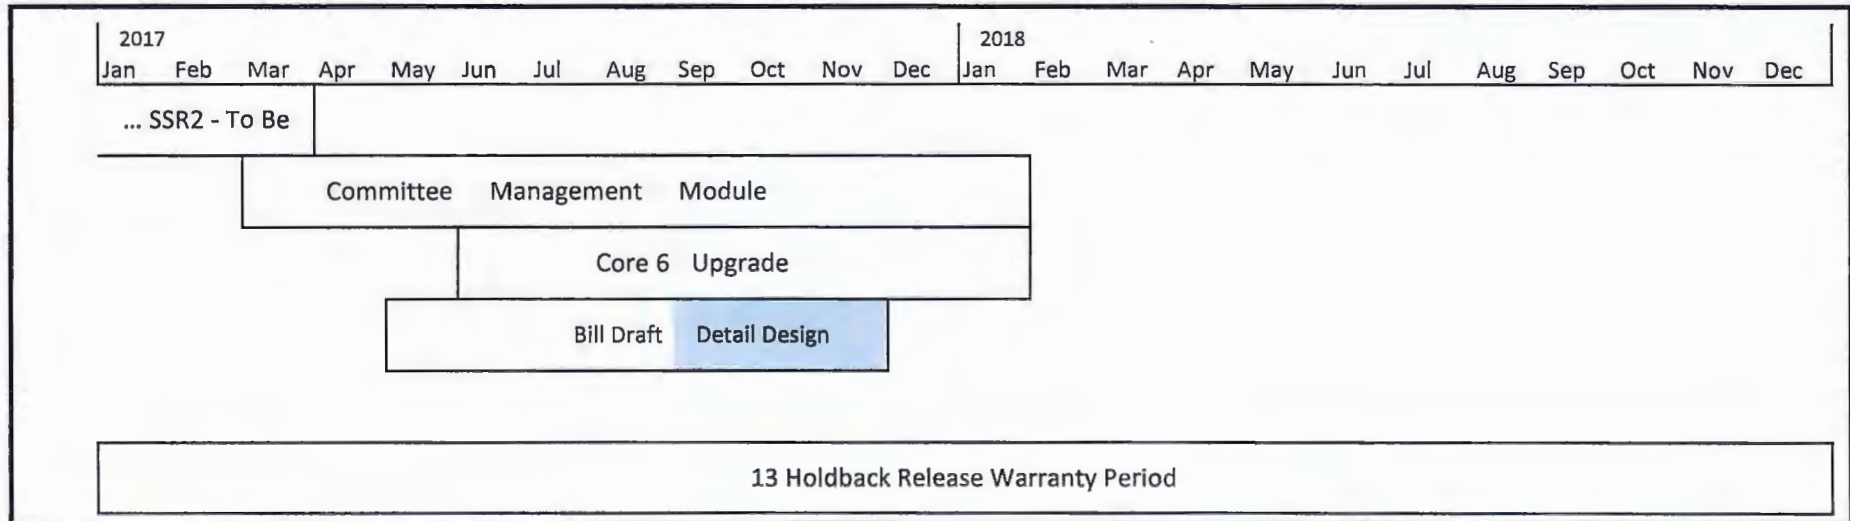 2017 2018
Jan Feb Mar Apr May Jun Jul Aug Sep Oct Nov Dec Jan Feb Mar Apr May Jun Jul Aug Sep Oct Nov Dec
... SSR2 - To Be
Committee Management Module
Core 6 Upgrade
Bill Draft Detail Design
13 Holdback Release Warranty Period